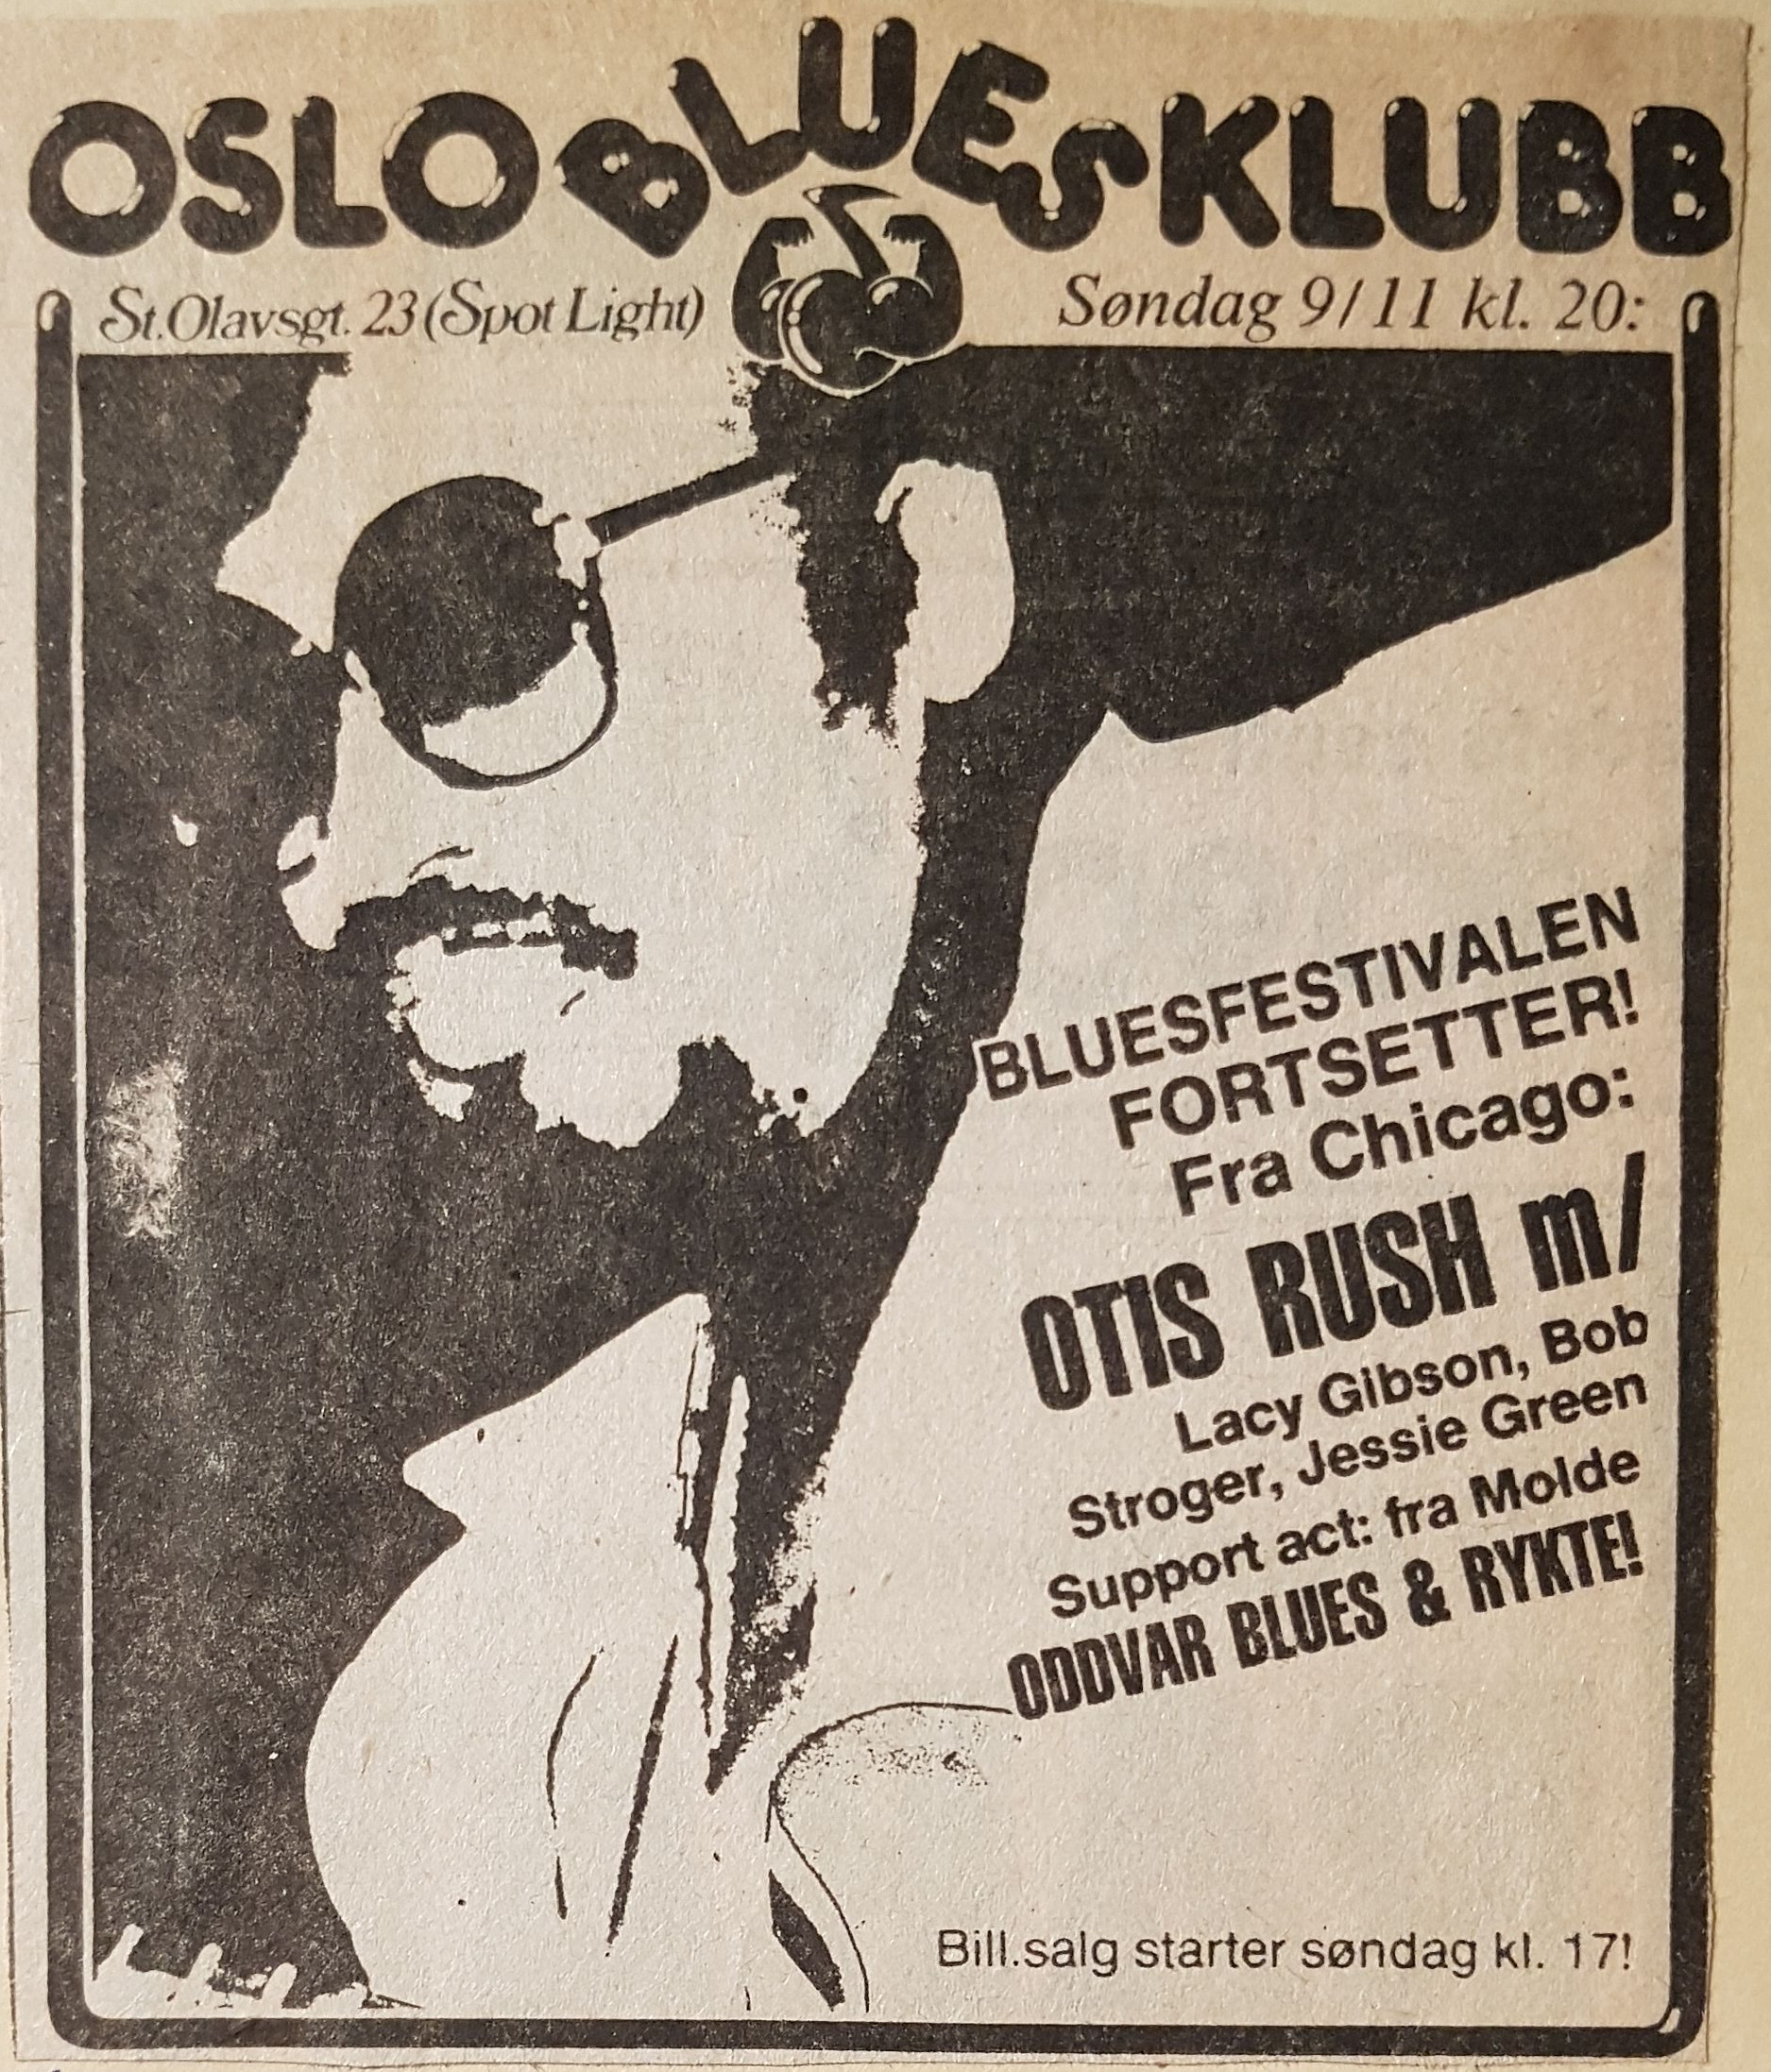 OSLO BLUES KLUBB
St. Olavsgt. 23 (Spot Light)
Søndag 9/11 kl. 20:
BLUESFESTIVALEN
FORTSETTER!
Fra Chicago:
OTIS RUSH m/
Lacy Gibson, Bob
Stroger, Jessie Green
Support act: fra Molde
ODDVAR BLUES & RYKTE!
Bill.salg starter søndag kl. 17!